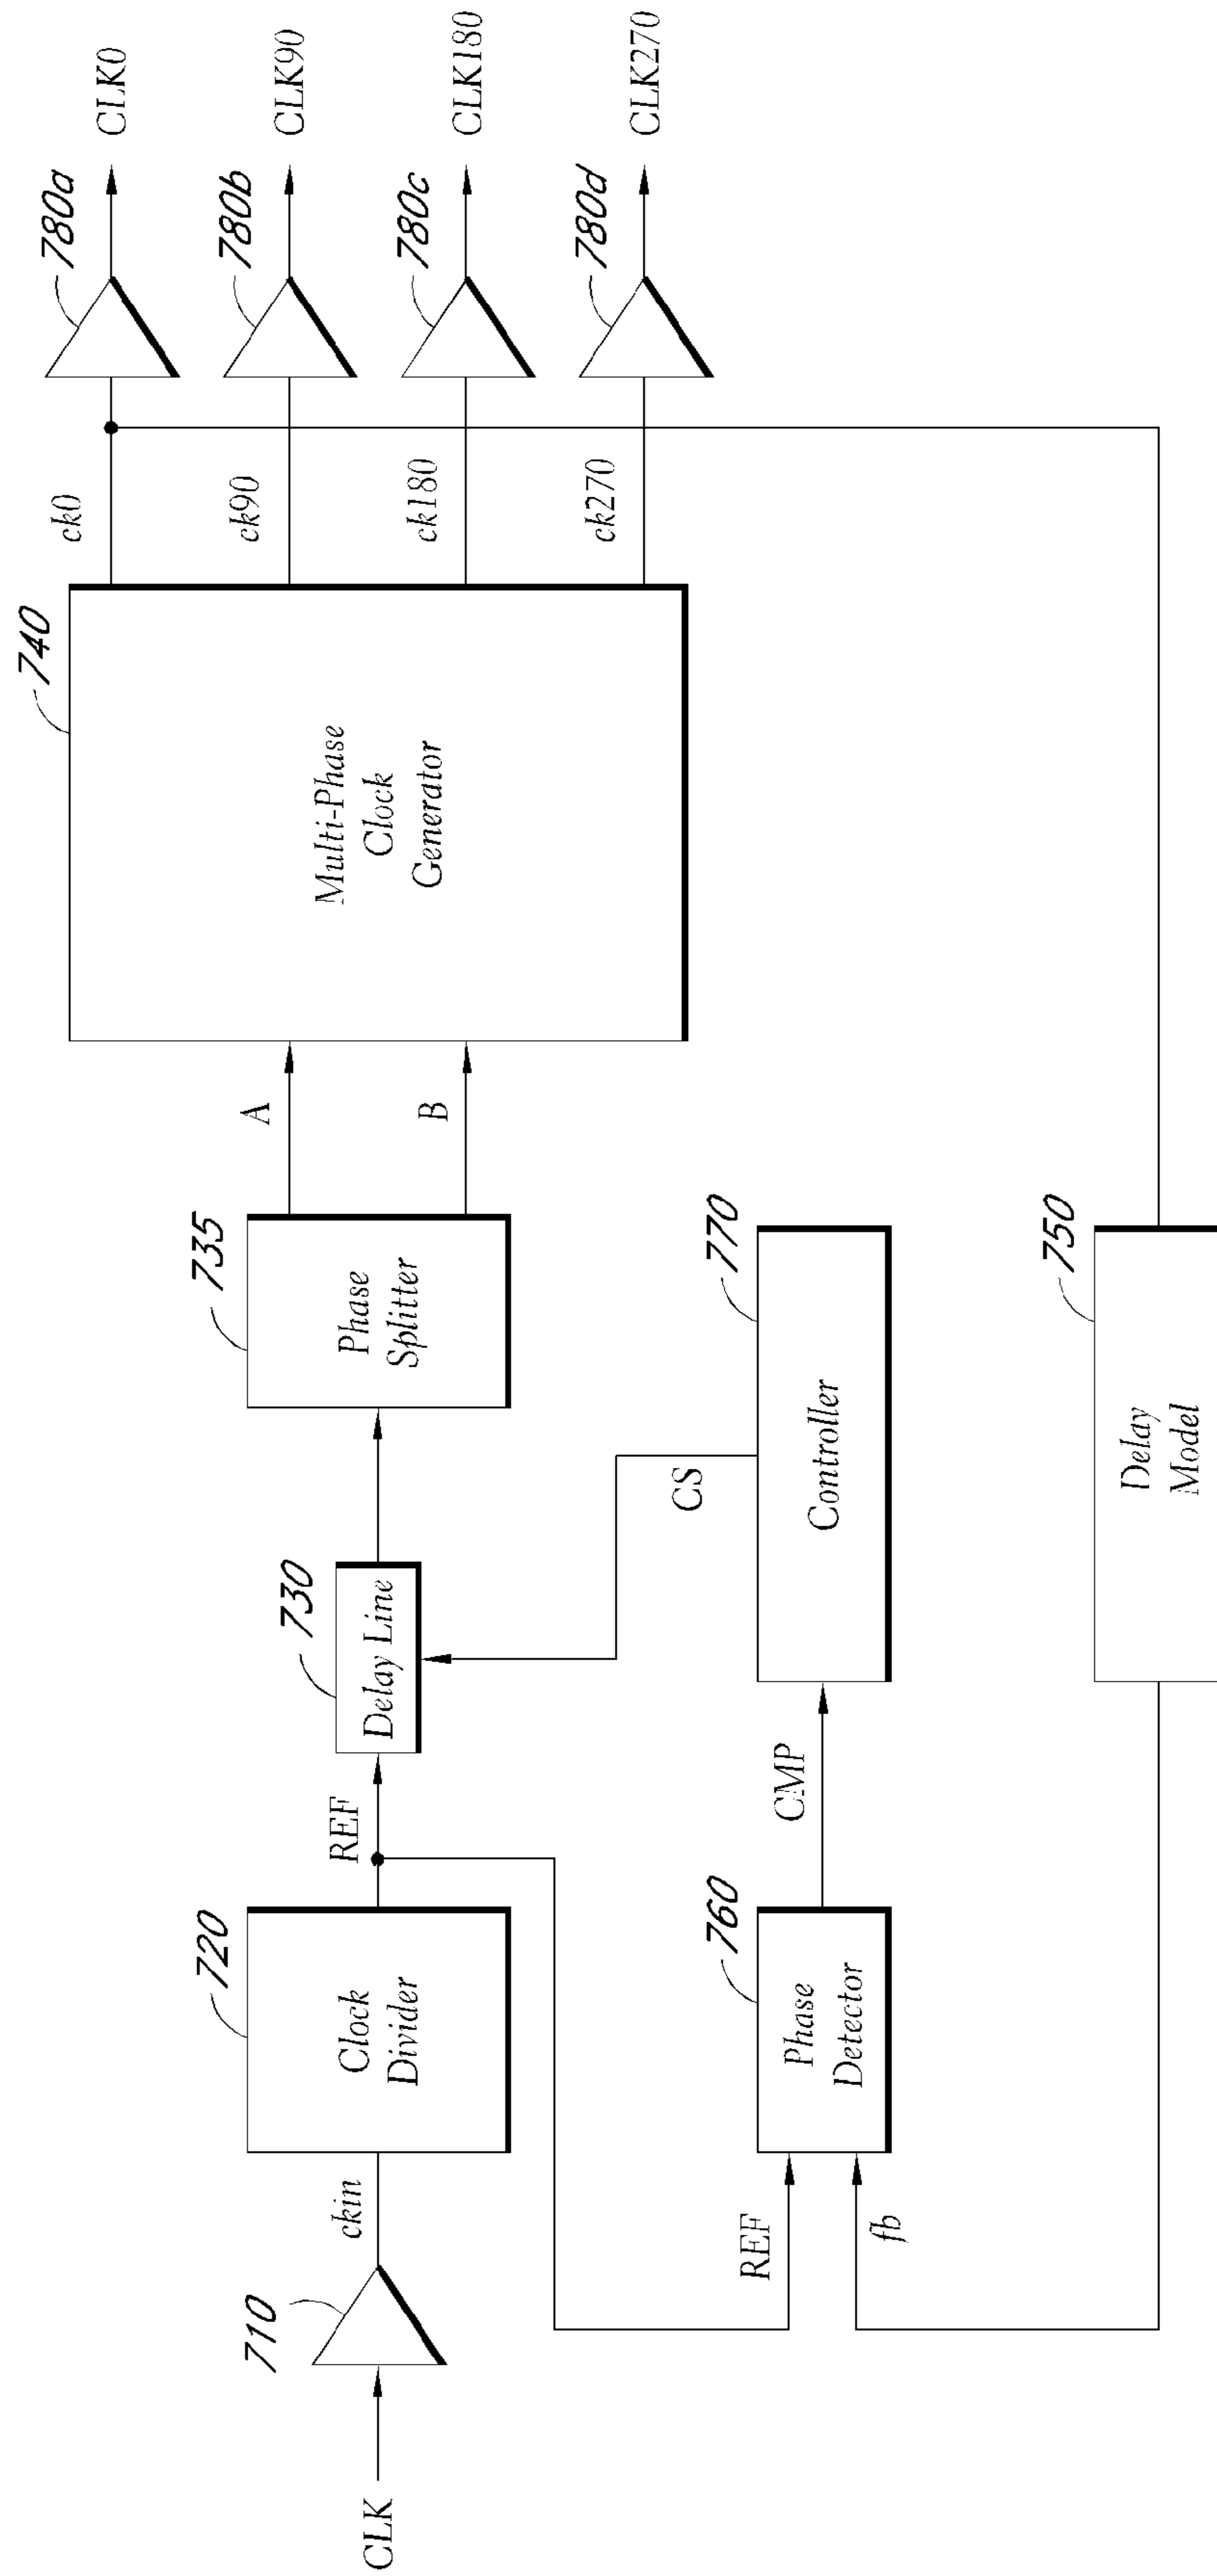 CLK
710
ckin
720
Clock
Divider
REF
730
Delay Line
735
Phase
Splitter
A
B
740
Multi-Phase
Clock
Generator
ck0
ck90
ck180
ck270
780a
780b
780c
780d
CLK0
CLK90
CLK180
CLK270
REF
fb
760
Phase
Detector
CMP
770
Controller
CS
750
Delay
Model